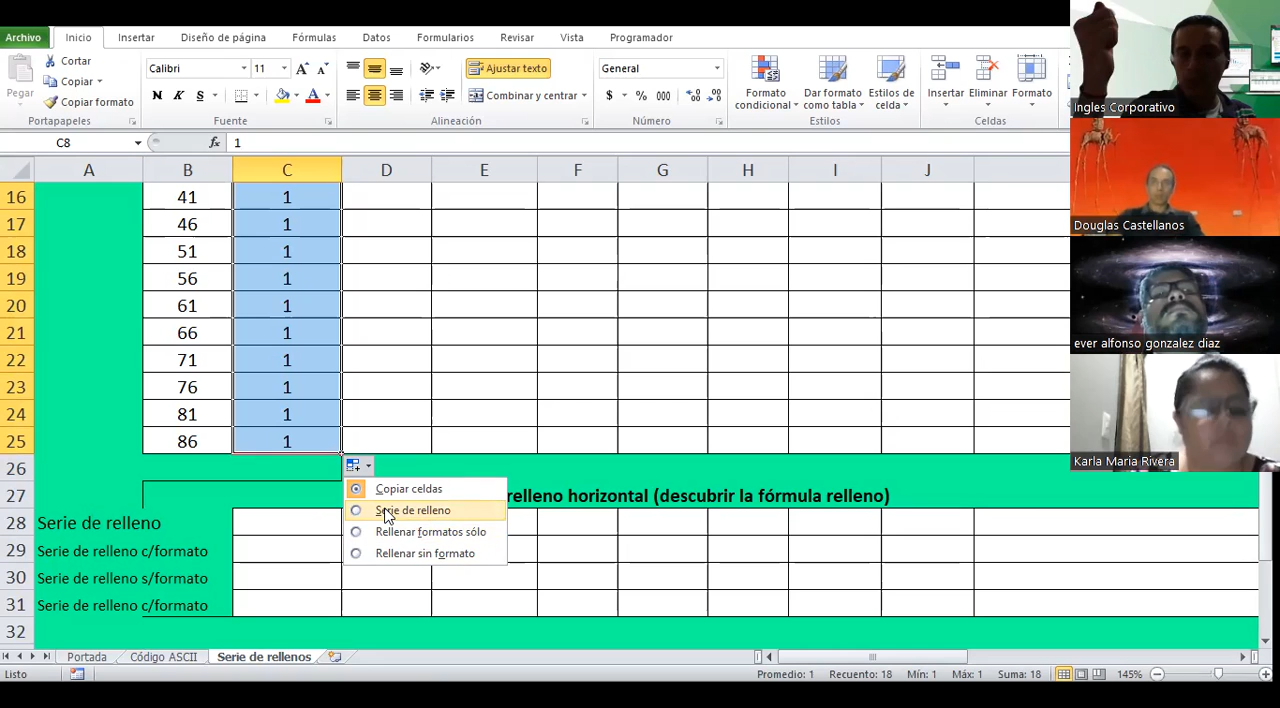 Archivo Inicio Insertar Diseño de página Fórmulas Datos Formularios Revisar Vista Programador
Pegar
Cortar
Copiar
Copiar formato
Portapapeles
Calibri 11
N K S
Fuente
Ajustar texto
Combinar y centrar
Alineación
General
$ % 000
Número
Formato condicional
Dar formato como tabla
Estilos de celda
Estilos
Insertar Eliminar Formato
Celdas
C8 fx 1
A B C D E F G H I J
16 41 1
17 46 1
18 51 1
19 56 1
20 61 1
21 66 1
22 71 1
23 76 1
24 81 1
25 86 1
26
27 relleno horizontal (descubrir la fórmula relleno)
28 Serie de relleno
29 Serie de relleno c/formato
30 Serie de relleno s/formato
31 Serie de relleno c/formato
32
Copiar celdas
Serie de relleno
Rellenar formatos sólo
Rellenar sin formato
Portada Código ASCII Serie de rellenos
Listo Promedio: 1 Recuento: 18 Mín: 1 Máx: 1 Suma: 18 145%
Ingles Corporativo
Douglas Castellanos
ever alfonso gonzalez diaz
Karla Maria Rivera